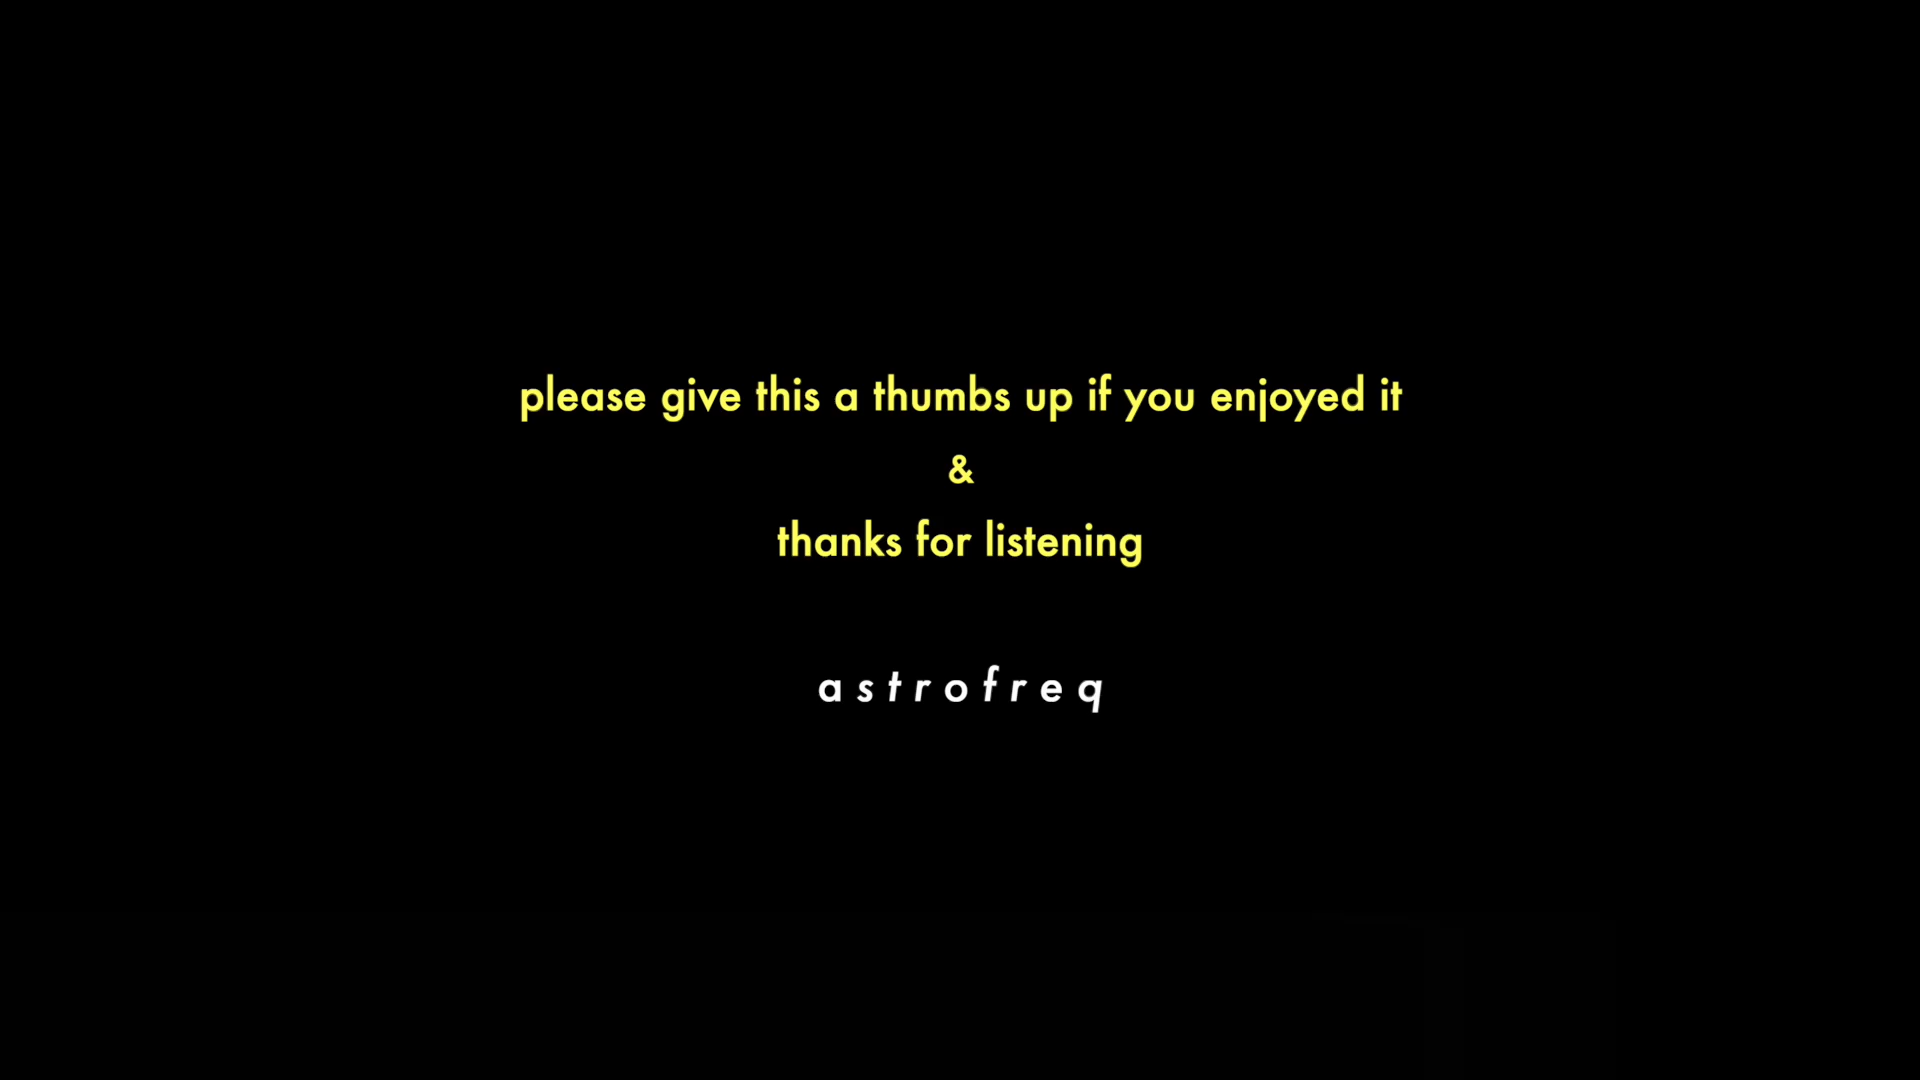 please give this a thumbs up if you enjoyed it
&
thanks for listening
a s t r o f r e q